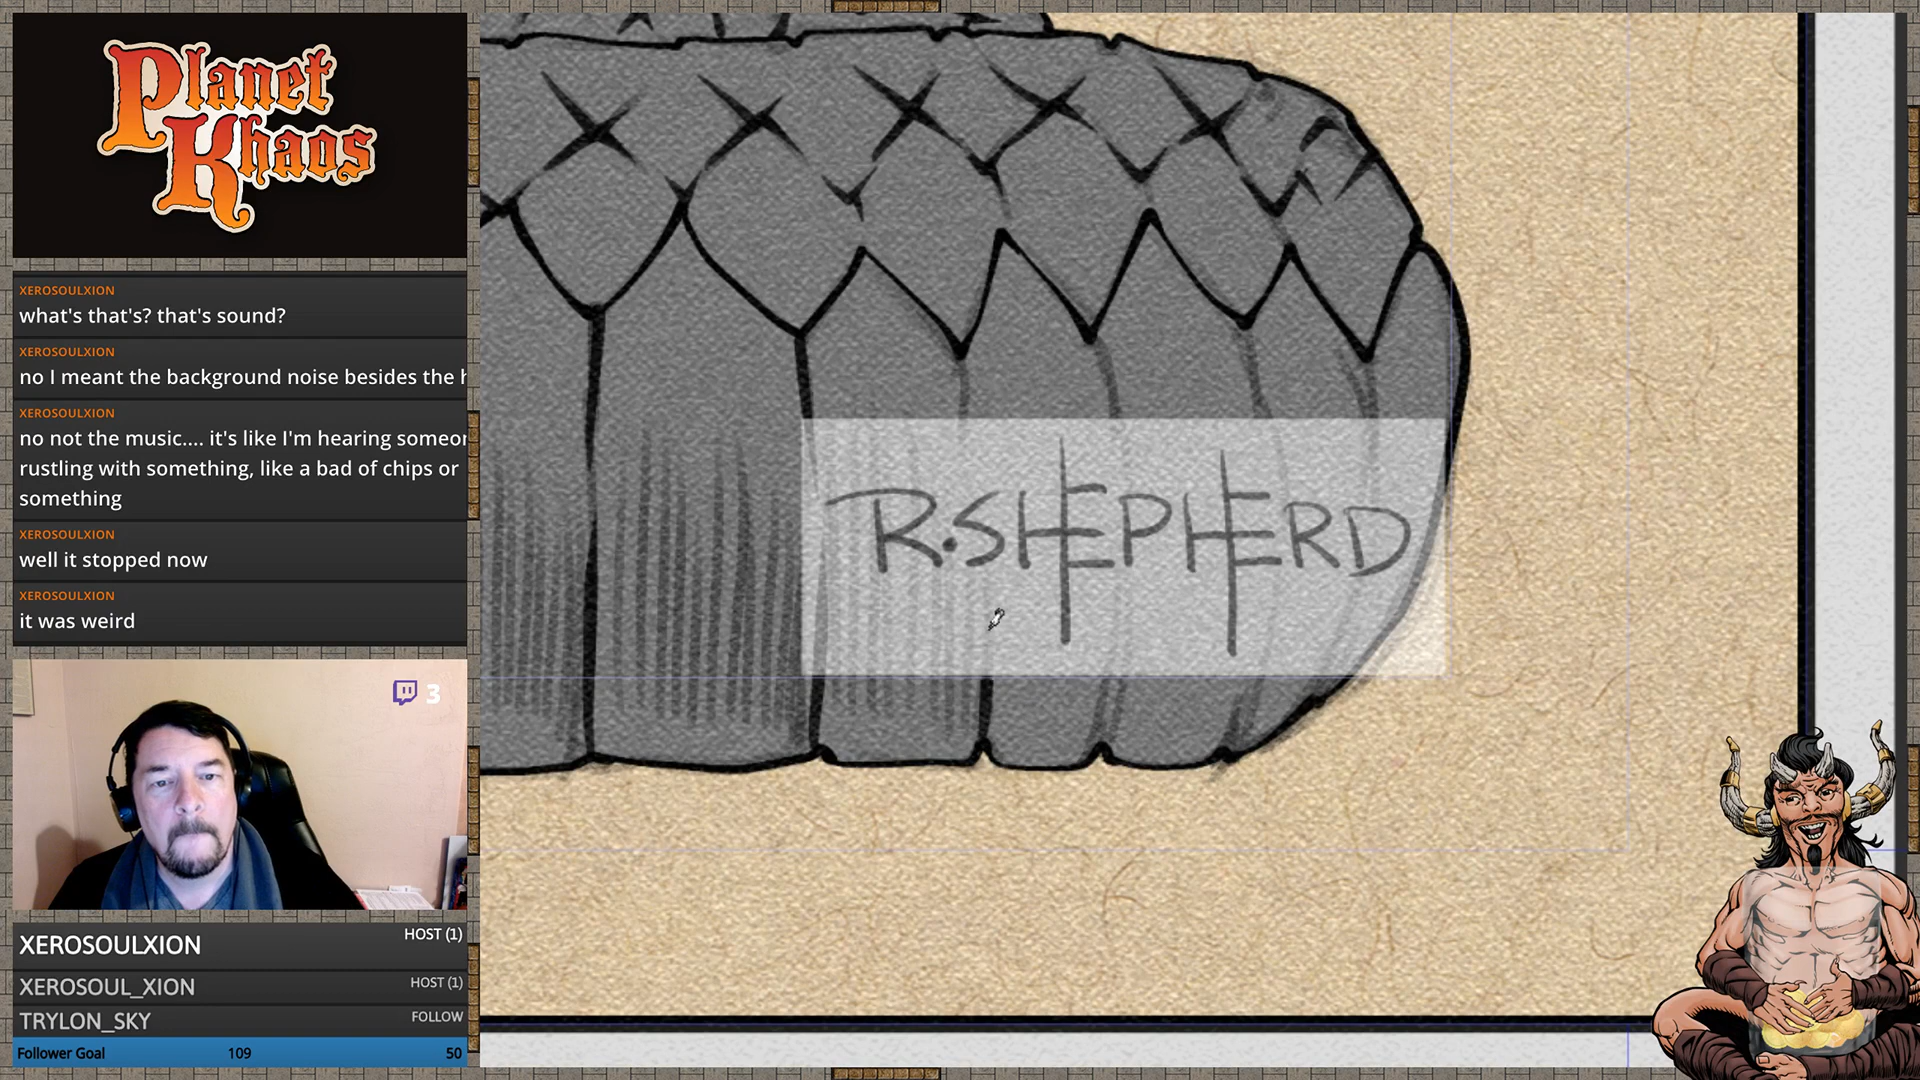 Planet
Khaos
XEROSOULXION
what's that's? that's sound?
XEROSOULXION
no I meant the background noise besides the
XEROSOULXION
no not the music.... it's like I'm hearing
rustling with something, like a bad of chips or
something
XEROSOULXION
well it stopped now
XEROSOULXION
it was weird
3
XEROSOULXION HOST (1)
XEROSOUL_XION HOST (1)
TRYLON_SKY FOLLOW
Follower Goal 109 50
R.SHEPHERD